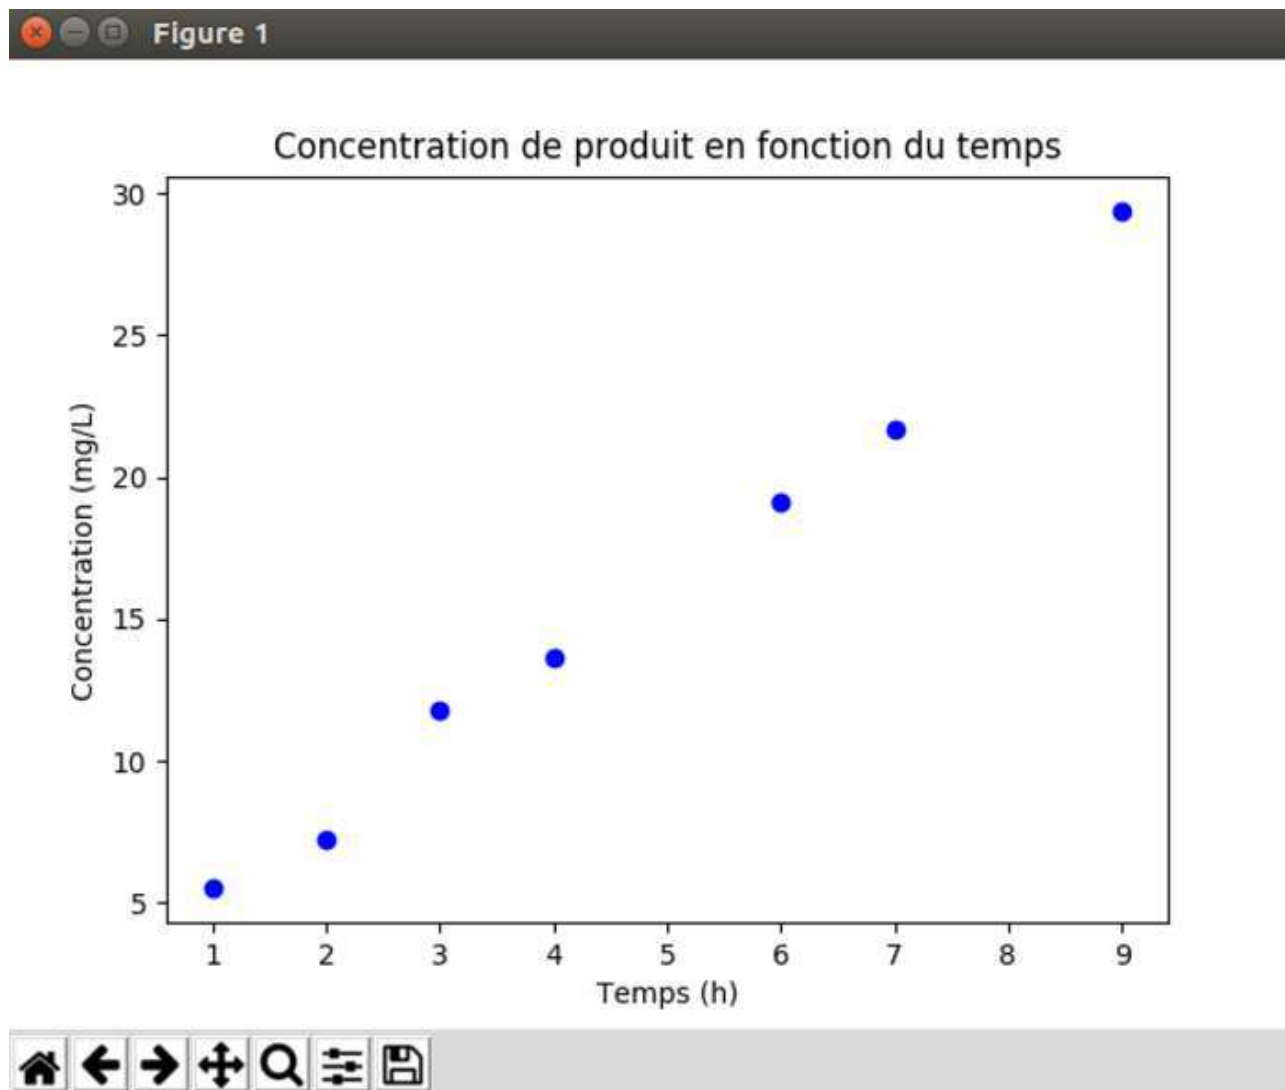 Figure 1
Concentration de produit en fonction du temps
30
25
20
15
10
5
Concentration (mg/L)
1 2 3 4 5 6 7 8 9
Temps (h)